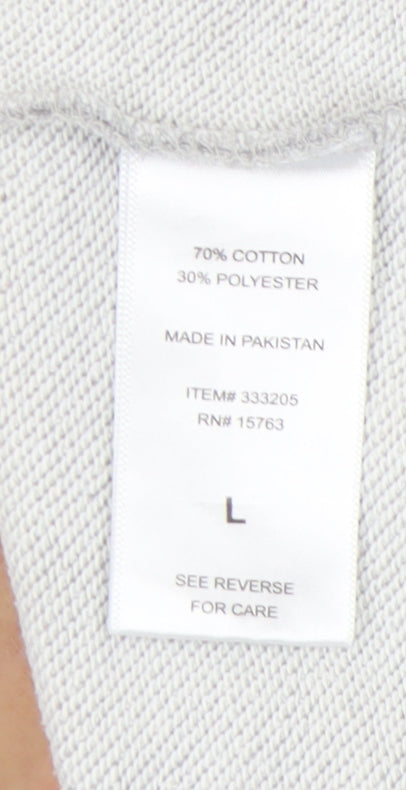 70% COTTON
30% POLYESTER
MADE IN PAKISTAN
ITEM# 333205
RN# 15763
L
SEE REVERSE
FOR CARE